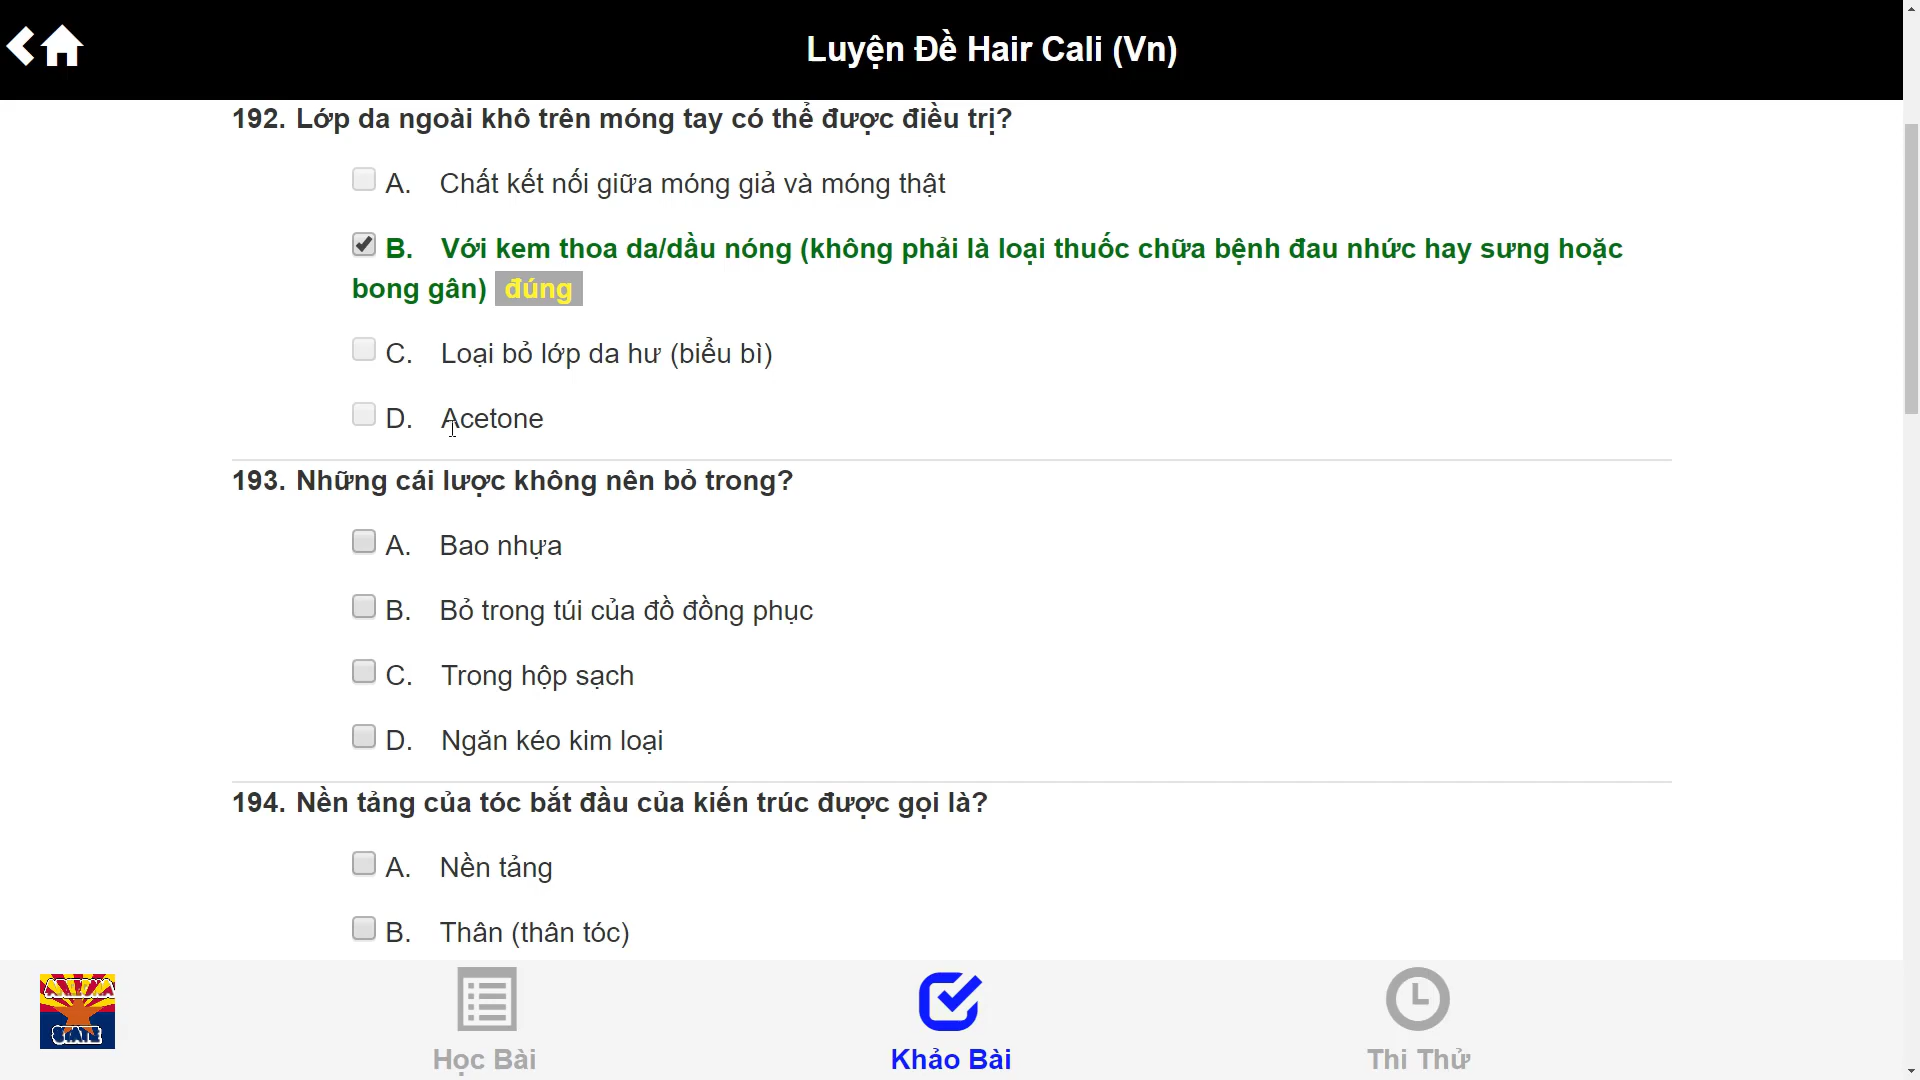 Luyện Đề Hair Cali (Vn)
192. Lớp da ngoài khô trên móng tay có thể được điều trị?
A. Chất kết nối giữa móng giả và móng thật
B. Với kem thoa da/dầu nóng (không phải là loại thuốc chữa bệnh đau nhức hay sưng hoặc
bong gân) đúng
C. Loại bỏ lớp da hư (biểu bì)
D. Acetone
193. Những cái lược không nên bỏ trong?
A. Bao nhựa
B. Bỏ trong túi của đồ đồng phục
C. Trong hộp sạch
D. Ngăn kéo kim loại
194. Nền tảng của tóc bắt đầu của kiến trúc được gọi là?
A. Nền tảng
B. Thân (thân tóc)
ARIZONA
STATE
Học Bài
Khảo Bài
Thi Thử